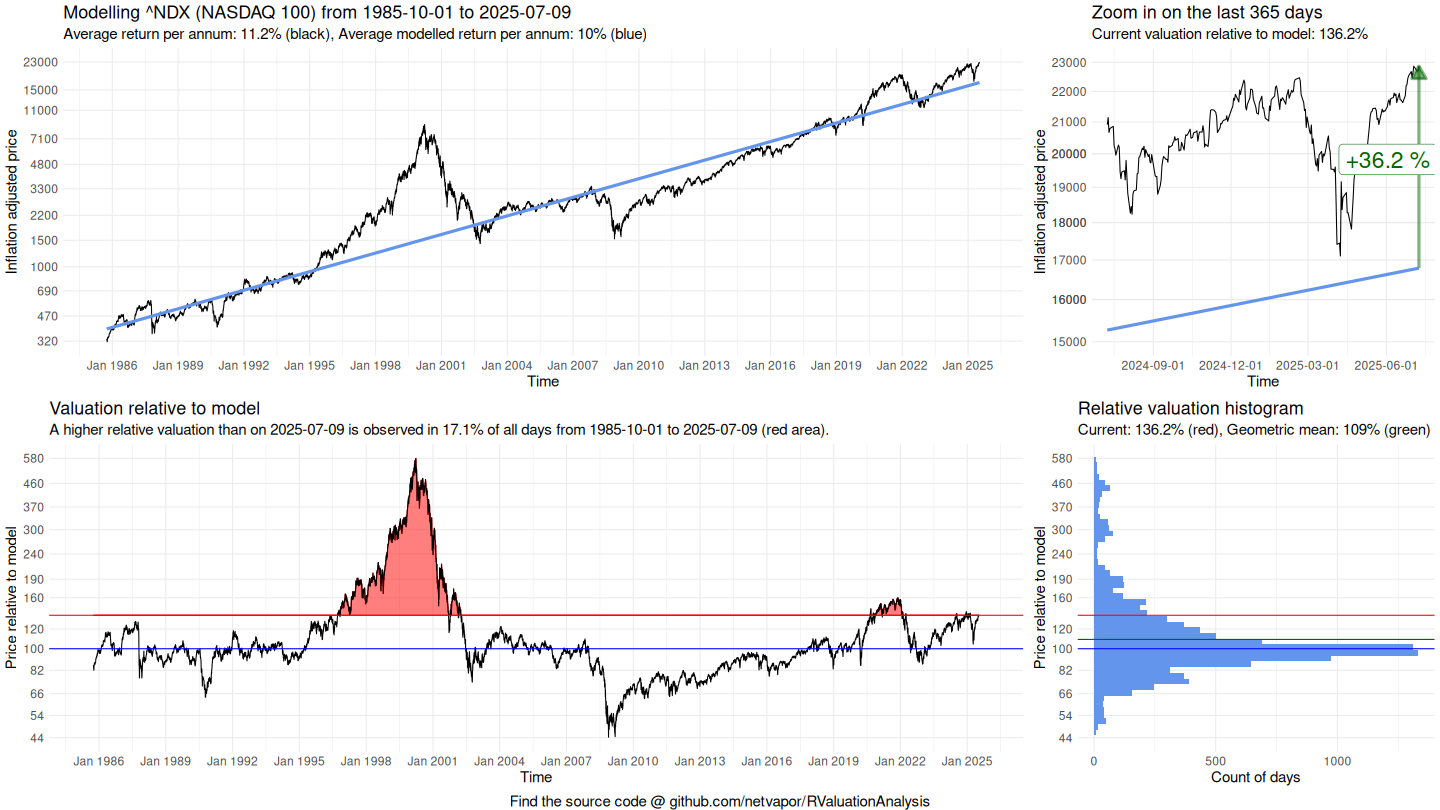 Modelling ^NDX (NASDAQ 100) from 1985-10-01 to 2025-07-09
Average return per annum: 11.2% (black), Average modelled return per annum: 10% (blue)
Inflation adjusted price
23000
15000
11000
7100
4800
3300
2200
1500
1000
690
470
320
Jan 1986 Jan 1989 Jan 1992 Jan 1995 Jan 1998 Jan 2001 Jan 2004 Jan 2007 Jan 2010 Jan 2013 Jan 2016 Jan 2019 Jan 2022 Jan 2025
Time
Zoom in on the last 365 days
Current valuation relative to model: 136.2%
Inflation adjusted price
23000
22000
21000
20000
19000
18000
17000
16000
15000
+36.2 %
2024-09-01 2024-12-01 2025-03-01 2025-06-01
Time
Valuation relative to model
A higher relative valuation than on 2025-07-09 is observed in 17.1% of all days from 1985-10-01 to 2025-07-09 (red area).
Price relative to model
580
460
370
300
240
190
160
120
100
82
66
54
44
Jan 1986 Jan 1989 Jan 1992 Jan 1995 Jan 1998 Jan 2001 Jan 2004 Jan 2007 Jan 2010 Jan 2013 Jan 2016 Jan 2019 Jan 2022 Jan 2025
Time
Relative valuation histogram
Current: 136.2% (red), Geometric mean: 109% (green)
Price relative to model
580
460
370
300
240
190
160
120
100
82
66
54
44
0 500 1000
Count of days
Find the source code @ github.com/netvapor/RValuationAnalysis